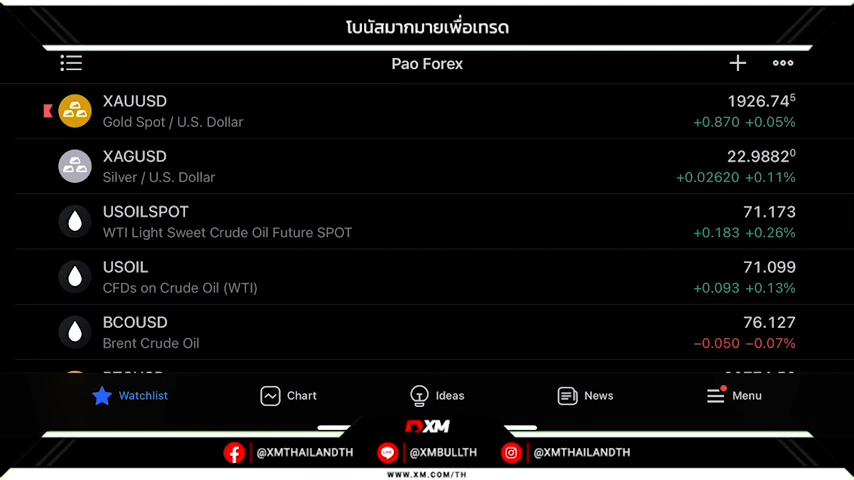 โบนัสมากมายเพื่อเทรด
Pao Forex
XAUUSD 1926.74⁵
Gold Spot / U.S. Dollar +0.870 +0.05%
XAGUSD 22.9882⁰
Silver / U.S. Dollar +0.02620 +0.11%
USOILSPOT 71.173
WTI Light Sweet Crude Oil Future SPOT +0.183 +0.26%
USOIL 71.099
CFDs on Crude Oil (WTI) +0.093 +0.13%
BCOUSD 76.127
Brent Crude Oil −0.050 −0.07%
Watchlist Chart Ideas News Menu
XM
@XMTHAILANDTH @XMBULLTH @XMTHAILANDTH
WWW.XM.COM/TH